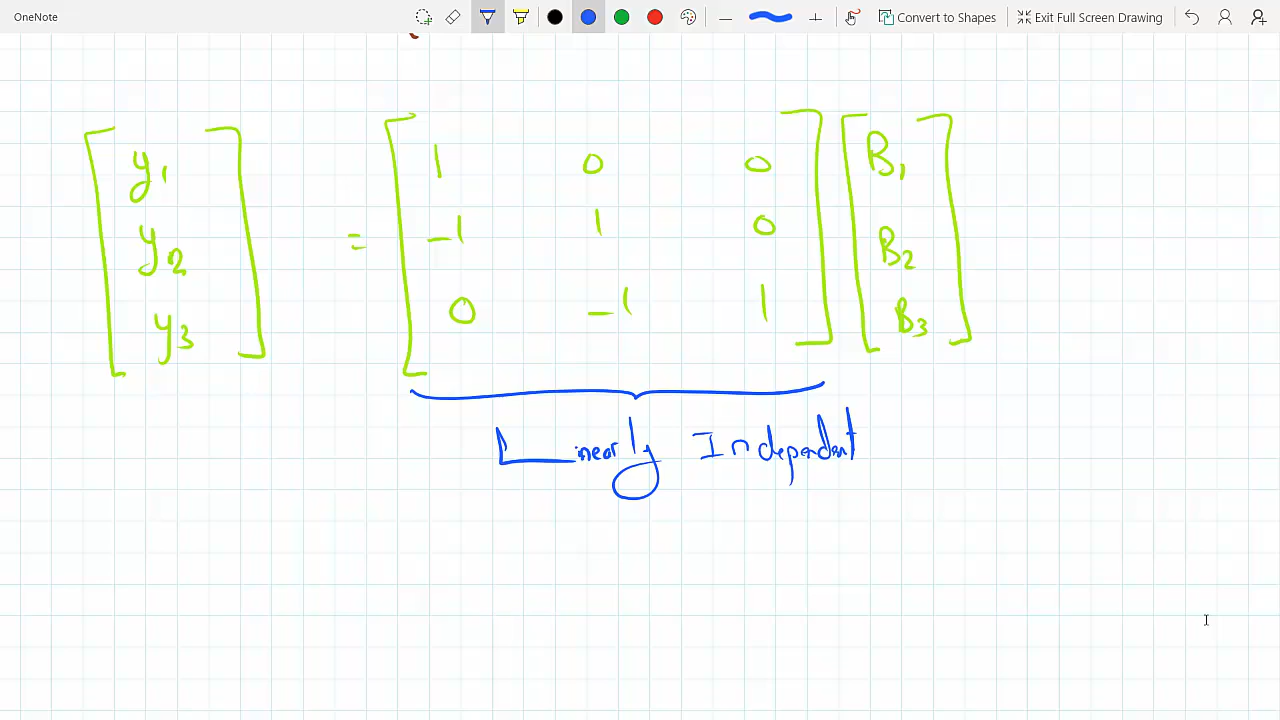 OneNote
Convert to Shapes
Exit Full Screen Drawing
y1 = 1 0 0 B1
y2 -1 1 0 B2
y3 0 -1 1 B3
Linearly Independent